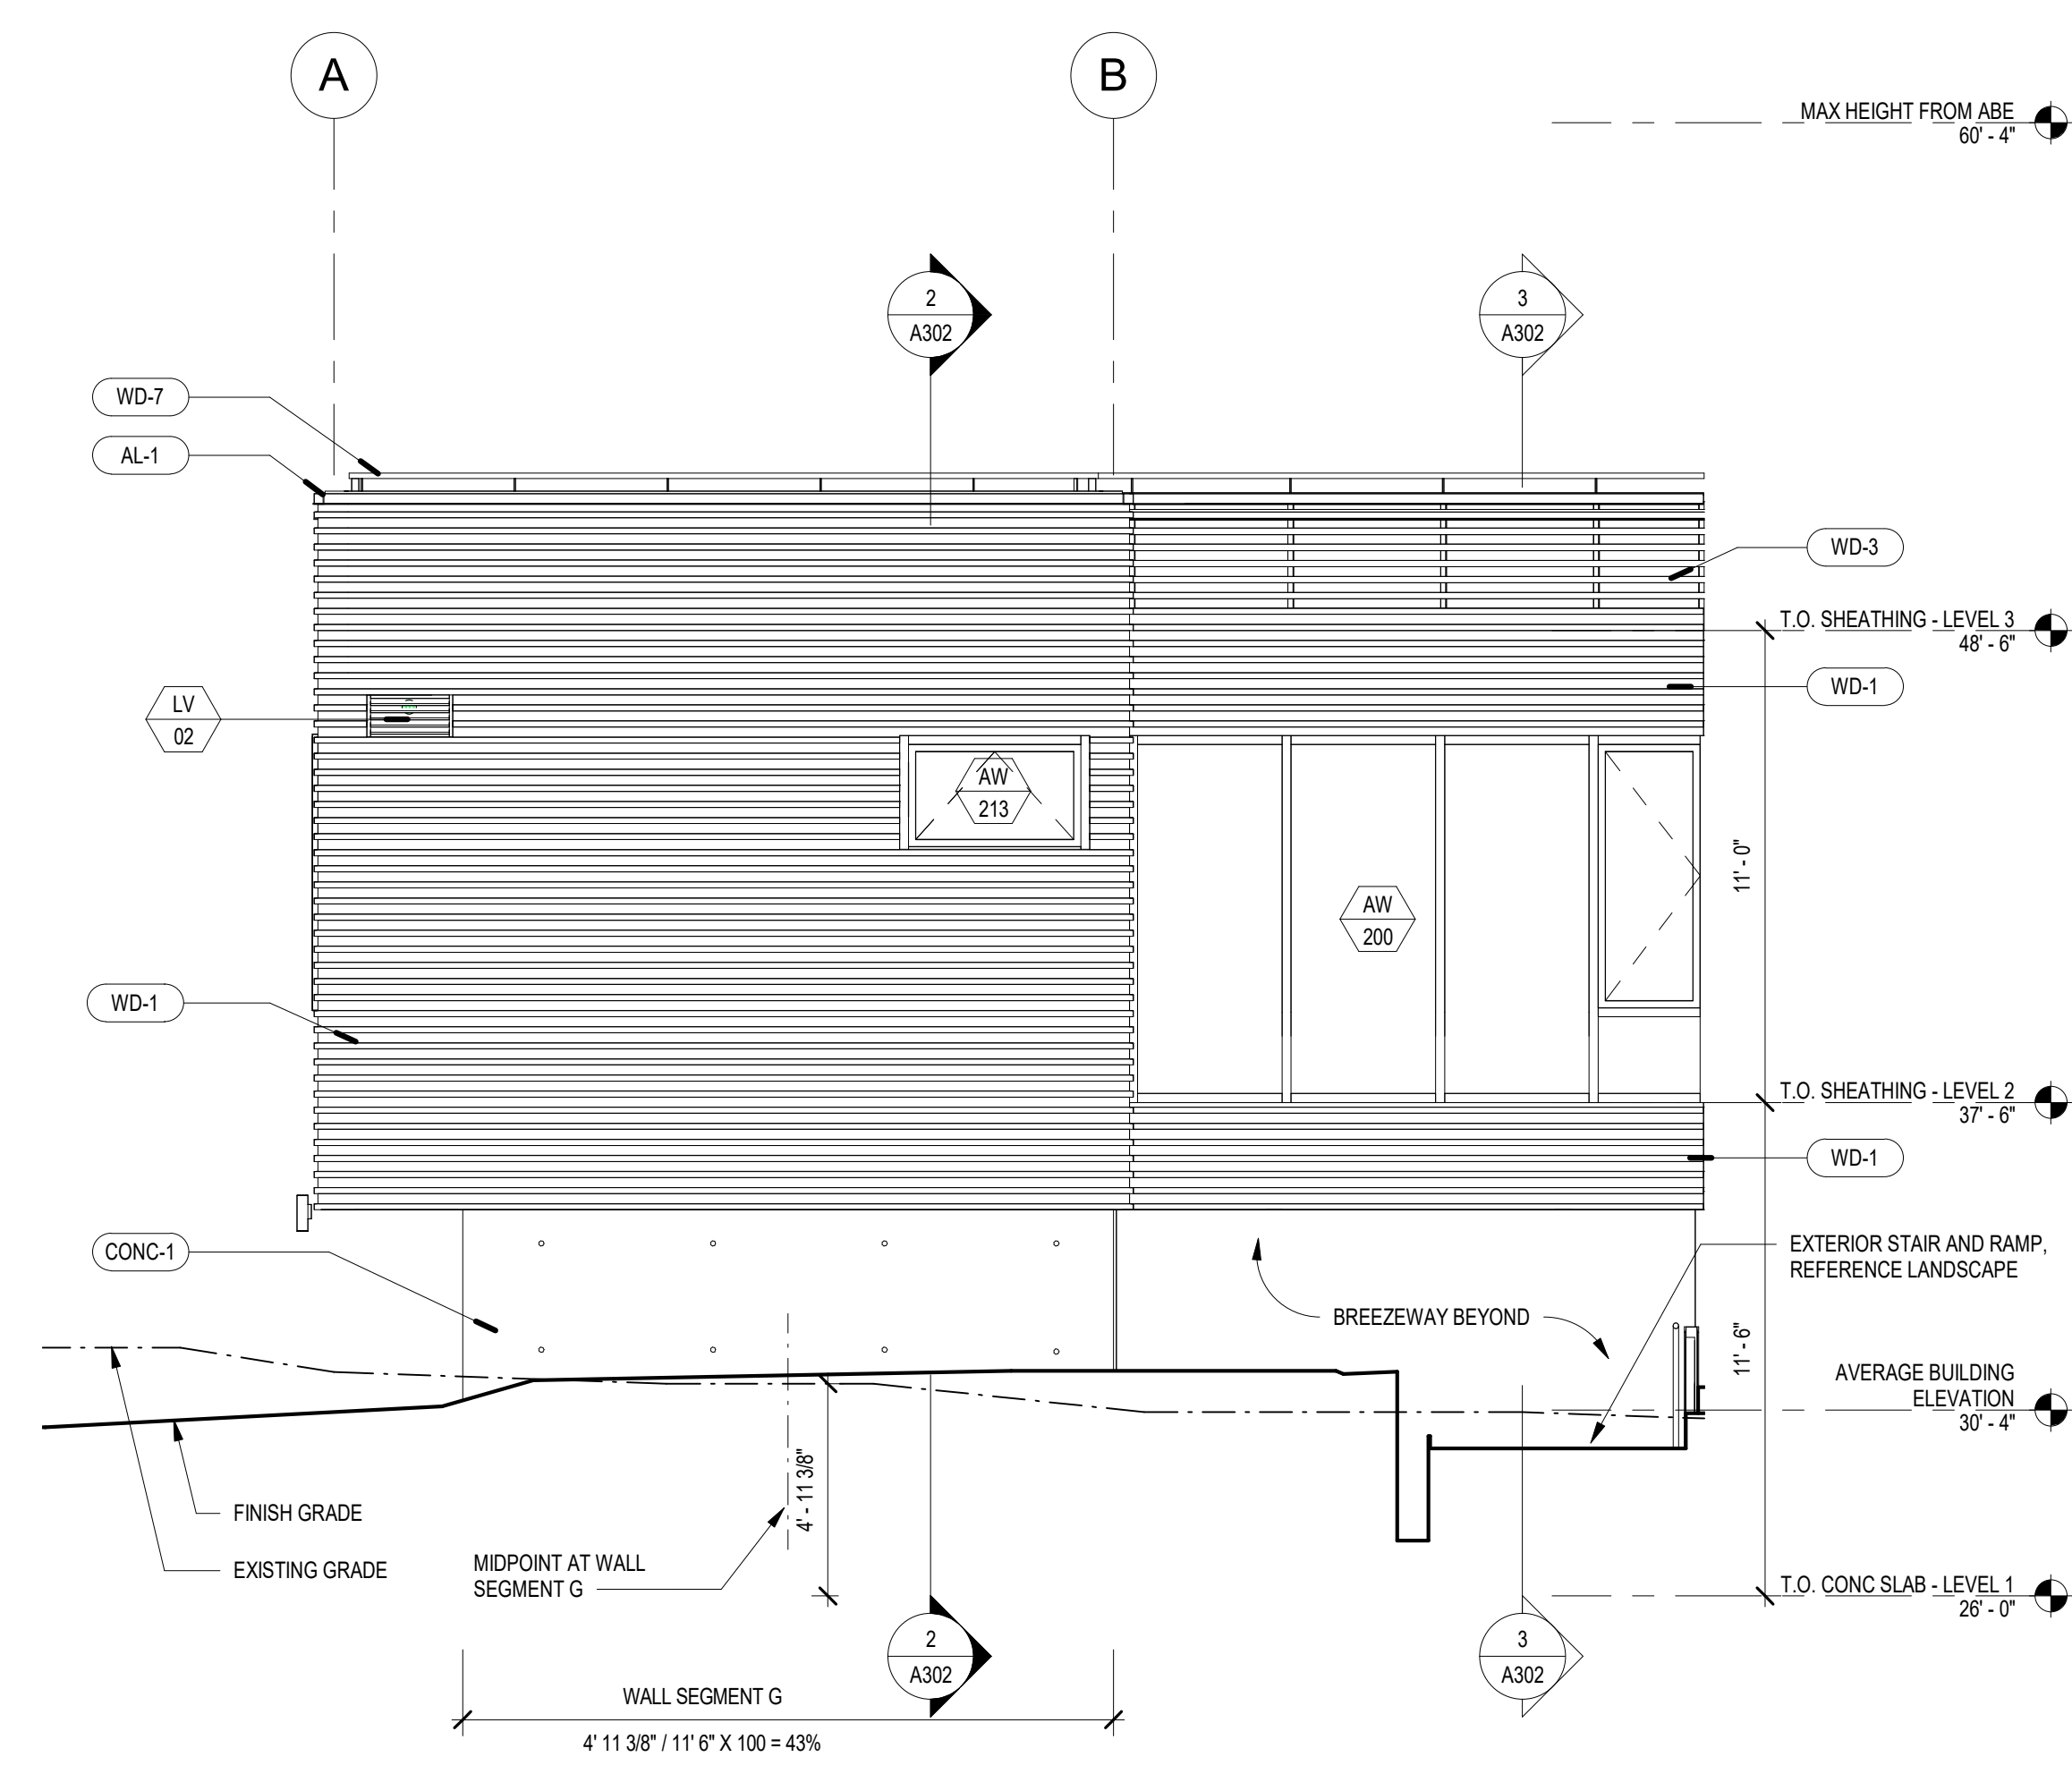 A
B
MAX HEIGHT FROM ABE
60' - 4"
2
A302
3
A302
WD-7
AL-1
WD-3
T.O. SHEATHING - LEVEL 3
48' - 6"
WD-1
LV
02
AW
213
11' - 0"
AW
200
WD-1
T.O. SHEATHING - LEVEL 2
37' - 6"
WD-1
CONC-1
EXTERIOR STAIR AND RAMP,
REFERENCE LANDSCAPE
BREEZEWAY BEYOND
11' - 6"
AVERAGE BUILDING
ELEVATION
30' - 4"
4' - 11 3/8"
FINISH GRADE
EXISTING GRADE
MIDPOINT AT WALL
SEGMENT G
T.O. CONC SLAB - LEVEL 1
26' - 0"
2
A302
3
A302
WALL SEGMENT G
4' 11 3/8" / 11' 6" X 100 = 43%